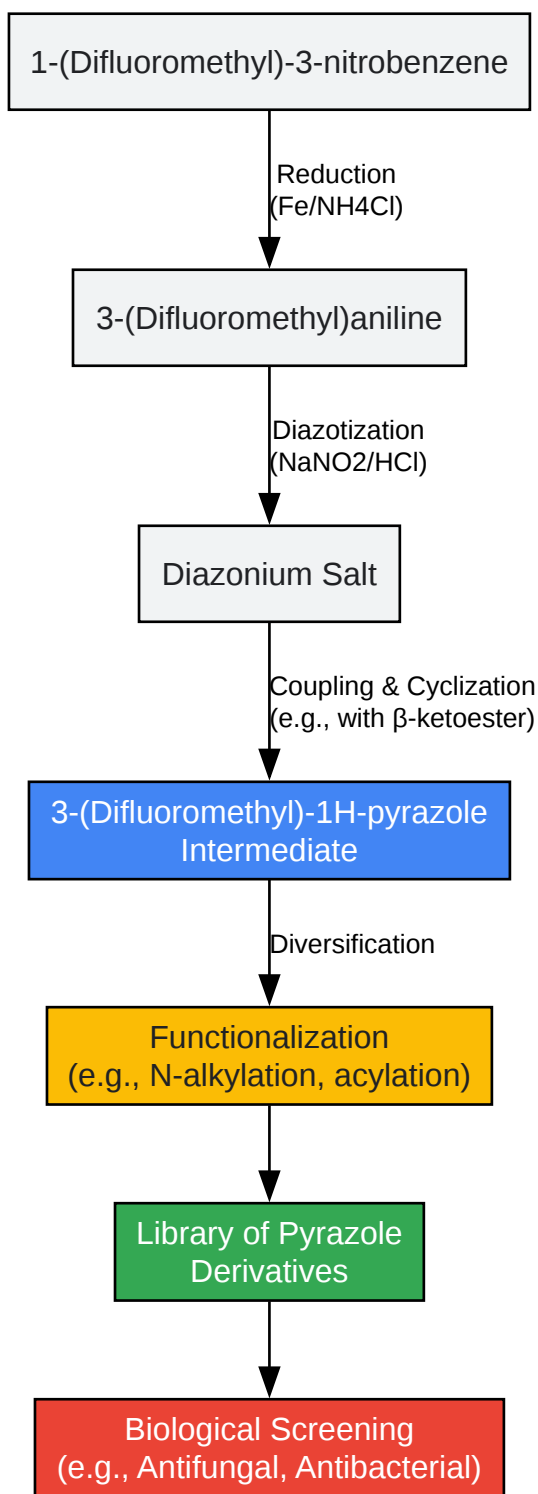 1-(Difluoromethyl)-3-nitrobenzene
Reduction
(Fe/NH4Cl)
3-(Difluoromethyl)aniline
Diazotization
(NaNO2/HCl)
Diazonium Salt
Coupling & Cyclization
(e.g., with β-ketoester)
3-(Difluoromethyl)-1H-pyrazole
Intermediate
Diversification
Functionalization
(e.g., N-alkylation, acylation)
Library of Pyrazole
Derivatives
Biological Screening
(e.g., Antifungal, Antibacterial)